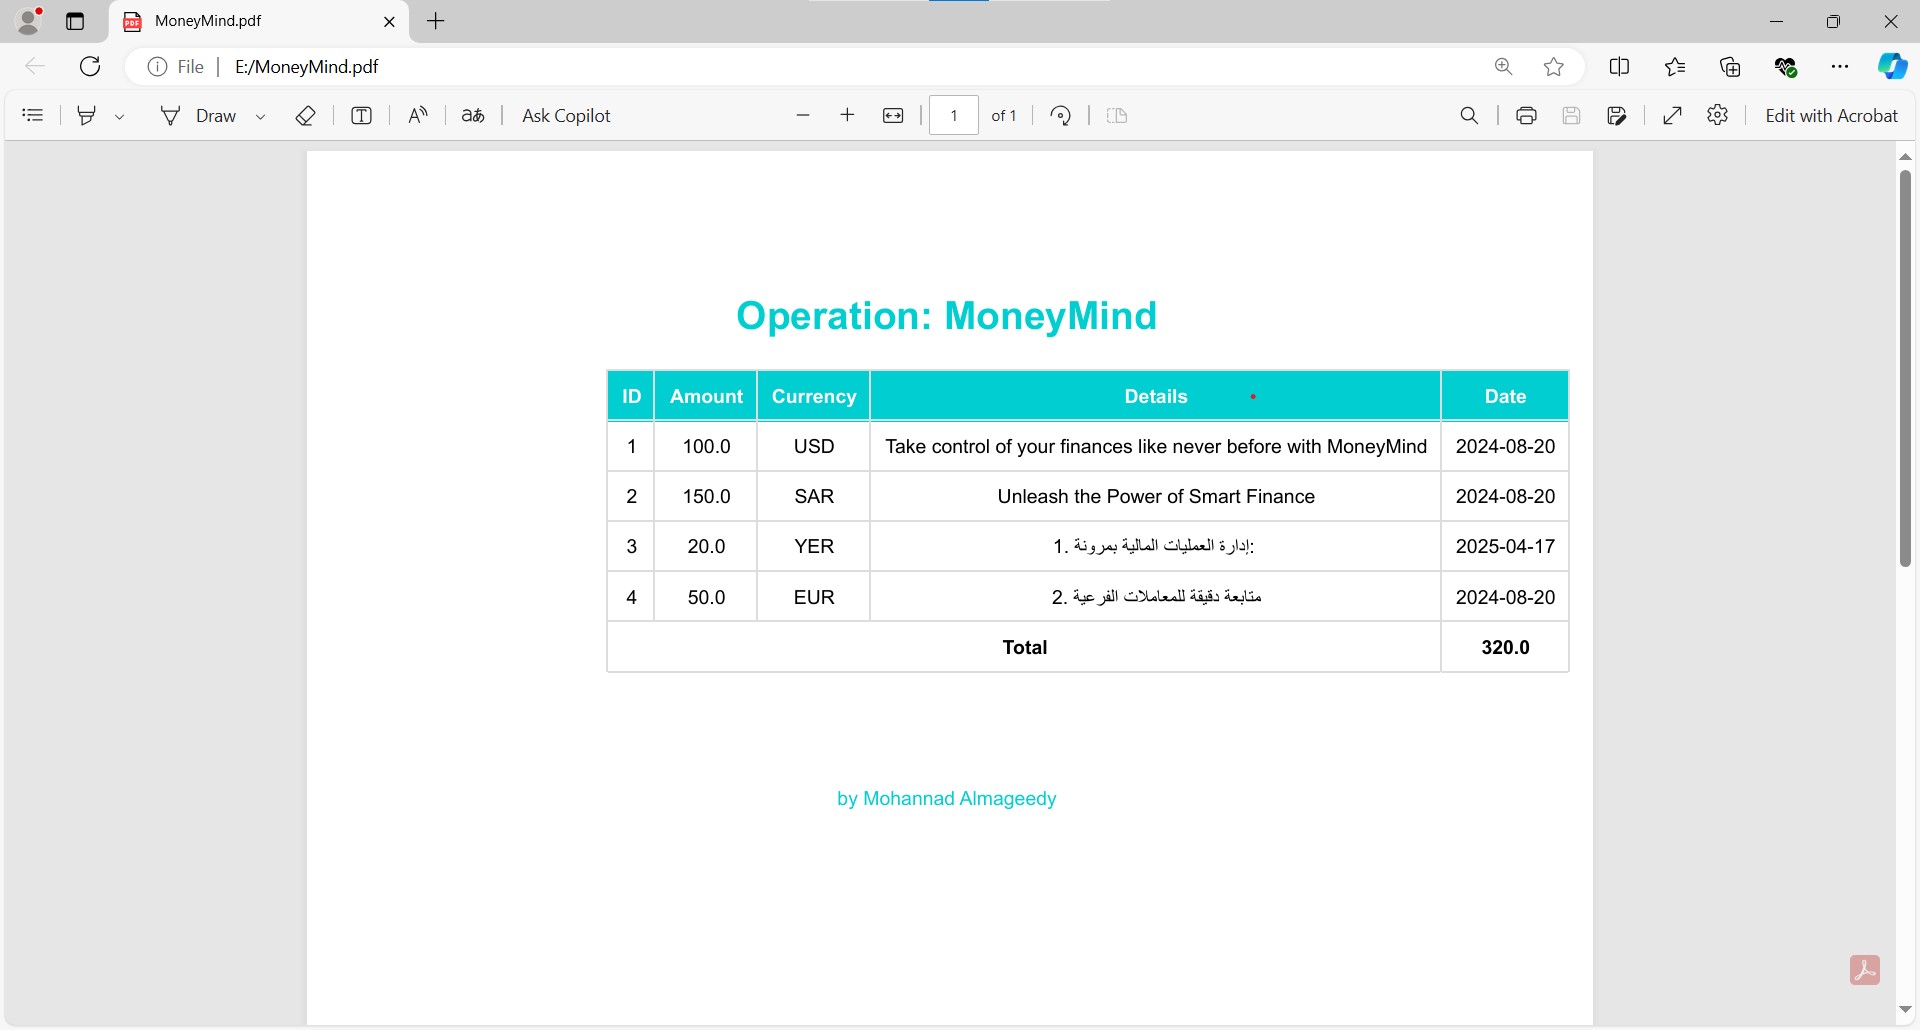 MoneyMind.pdf
File | E:/MoneyMind.pdf
Draw Ask Copilot 1 of 1 Edit with Acrobat
Operation: MoneyMind
ID Amount Currency Details Date
1 100.0 USD Take control of your finances like never before with MoneyMind 2024-08-20
2 150.0 SAR Unleash the Power of Smart Finance 2024-08-20
3 20.0 YER 1. إدارة العمليات المالية بمرونة: 2025-04-17
4 50.0 EUR 2. متابعة دقيقة للمعاملات الفرعية 2024-08-20
Total 320.0
by Mohannad Almageedy